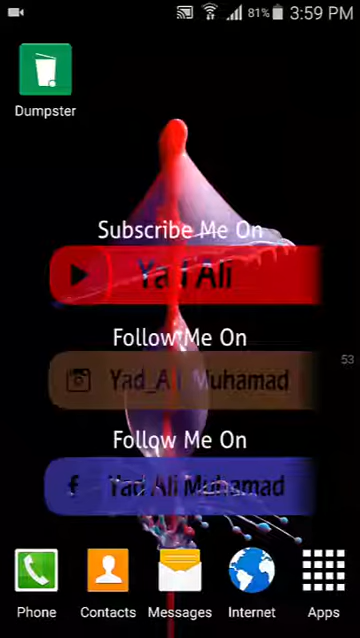 81% 3:59 PM
Dumpster
Subscribe Me On
Yad Ali
Follow Me On
53
Yad_Ali_Muhamad
Follow Me On
Yad Ali Muhamad
Phone Contacts Messages Internet Apps